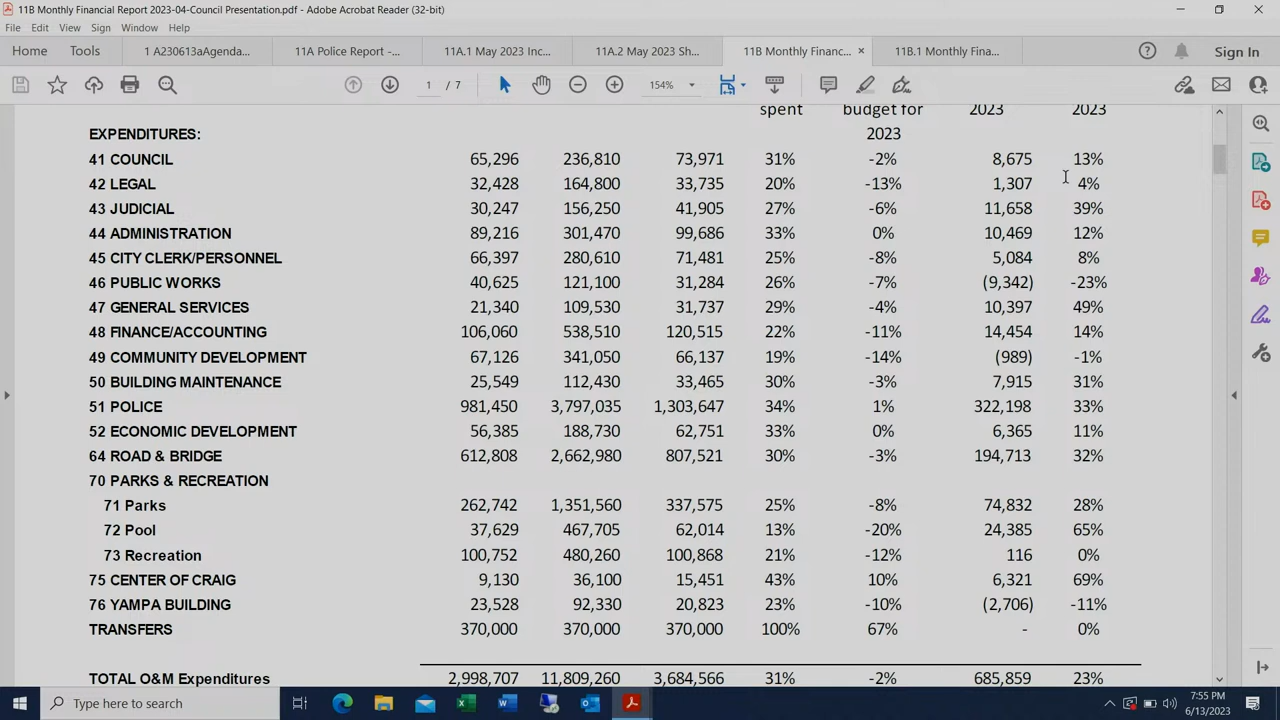 11B Monthly Financial Report 2023-04-Council Presentation.pdf - Adobe Acrobat Reader (32-bit)
File Edit View Sign Window Help
Home Tools 1 A230613aAgenda... 11A Police Report -... 11A.1 May 2023 Inc... 11A.2 May 2023 Sh... 11B Monthly Financ... × 11B.1 Monthly Fina... Sign In
1 / 7 154%
spent budget for 2023 2023
EXPENDITURES: 2023
41 COUNCIL 65,296 236,810 73,971 31% -2% 8,675 13%
42 LEGAL 32,428 164,800 33,735 20% -13% 1,307 4%
43 JUDICIAL 30,247 156,250 41,905 27% -6% 11,658 39%
44 ADMINISTRATION 89,216 301,470 99,686 33% 0% 10,469 12%
45 CITY CLERK/PERSONNEL 66,397 280,610 71,481 25% -8% 5,084 8%
46 PUBLIC WORKS 40,625 121,100 31,284 26% -7% (9,342) -23%
47 GENERAL SERVICES 21,340 109,530 31,737 29% -4% 10,397 49%
48 FINANCE/ACCOUNTING 106,060 538,510 120,515 22% -11% 14,454 14%
49 COMMUNITY DEVELOPMENT 67,126 341,050 66,137 19% -14% (989) -1%
50 BUILDING MAINTENANCE 25,549 112,430 33,465 30% -3% 7,915 31%
51 POLICE 981,450 3,797,035 1,303,647 34% 1% 322,198 33%
52 ECONOMIC DEVELOPMENT 56,385 188,730 62,751 33% 0% 6,365 11%
64 ROAD & BRIDGE 612,808 2,662,980 807,521 30% -3% 194,713 32%
70 PARKS & RECREATION
71 Parks 262,742 1,351,560 337,575 25% -8% 74,832 28%
72 Pool 37,629 467,705 62,014 13% -20% 24,385 65%
73 Recreation 100,752 480,260 100,868 21% -12% 116 0%
75 CENTER OF CRAIG 9,130 36,100 15,451 43% 10% 6,321 69%
76 YAMPA BUILDING 23,528 92,330 20,823 23% -10% (2,706) -11%
TRANSFERS 370,000 370,000 370,000 100% 67% - 0%
TOTAL O&M Expenditures 2,998,707 11,809,260 3,684,566 31% -2% 685,859 23%
Type here to search 7:55 PM
6/13/2023